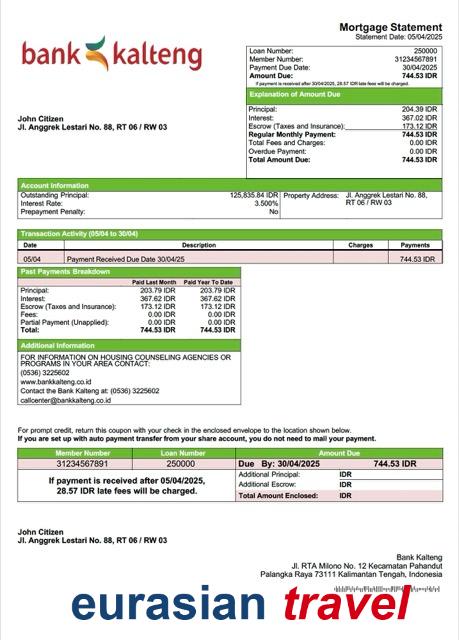 bank kalteng
Mortgage Statement
Statement Date: 05/04/2025
Loan Number: 250000
Member Number: 31234567891
Payment Due Date: 30/04/2025
Amount Due: 744.53 IDR
If payment is received after 30/04/2025, 28.57 IDR late fees will be charged.
Explanation of Amount Due
Principal: 204.39 IDR
Interest: 367.02 IDR
Escrow (Taxes and Insurance): 173.12 IDR
Regular Monthly Payment: 744.53 IDR
Total Fees and Charges: 0.00 IDR
Overdue Payment: 0.00 IDR
Total Amount Due: 744.53 IDR
John Citizen
Jl. Anggrek Lestari No. 88, RT 06 / RW 03
Account Information
Outstanding Principal: 125,835.84 IDR
Interest Rate: 3.500%
Prepayment Penalty: No
Property Address: Jl. Anggrek Lestari No. 88,
RT 06 / RW 03
Transaction Activity (05/04 to 30/04)
Date Description Charges Payments
05/04 Payment Received Due Date 30/04/25 744.53 IDR
Past Payments Breakdown
Paid Last Month Paid Year To Date
Principal: 203.79 IDR 203.79 IDR
Interest: 367.62 IDR 367.62 IDR
Escrow (Taxes and Insurance): 173.12 IDR 173.12 IDR
Fees: 0.00 IDR 0.00 IDR
Partial Payment (Unapplied): 0.00 IDR 0.00 IDR
Total: 744.53 IDR 744.53 IDR
Additional Information
FOR INFORMATION ON HOUSING COUNSELING AGENCIES OR
PROGRAMS IN YOUR AREA CONTACT:
(0536) 3225602
www.bankkalteng.co.id
Contact the Bank Kalteng at: (0536) 3225602
callcenter@bankkalteng.co.id
For prompt credit, return this coupon with your check in the enclosed envelope to the location shown below.
If you are set up with auto payment transfer from your share account, you do not need to mail your payment.
Member Number Loan Number Amount Due
31234567891 250000 Due By: 30/04/2025 744.53 IDR
If payment is received after 05/04/2025,
28.57 IDR late fees will be charged.
Additional Principal: IDR
Additional Escrow: IDR
Total Amount Enclosed: IDR
John Citizen
Jl. Anggrek Lestari No. 88, RT 06 / RW 03
Bank Kalteng
Jl. RTA Milono No. 12 Kecamatan Pahandut
Palangka Raya 73111 Kalimantan Tengah, Indonesia
eurasian travel